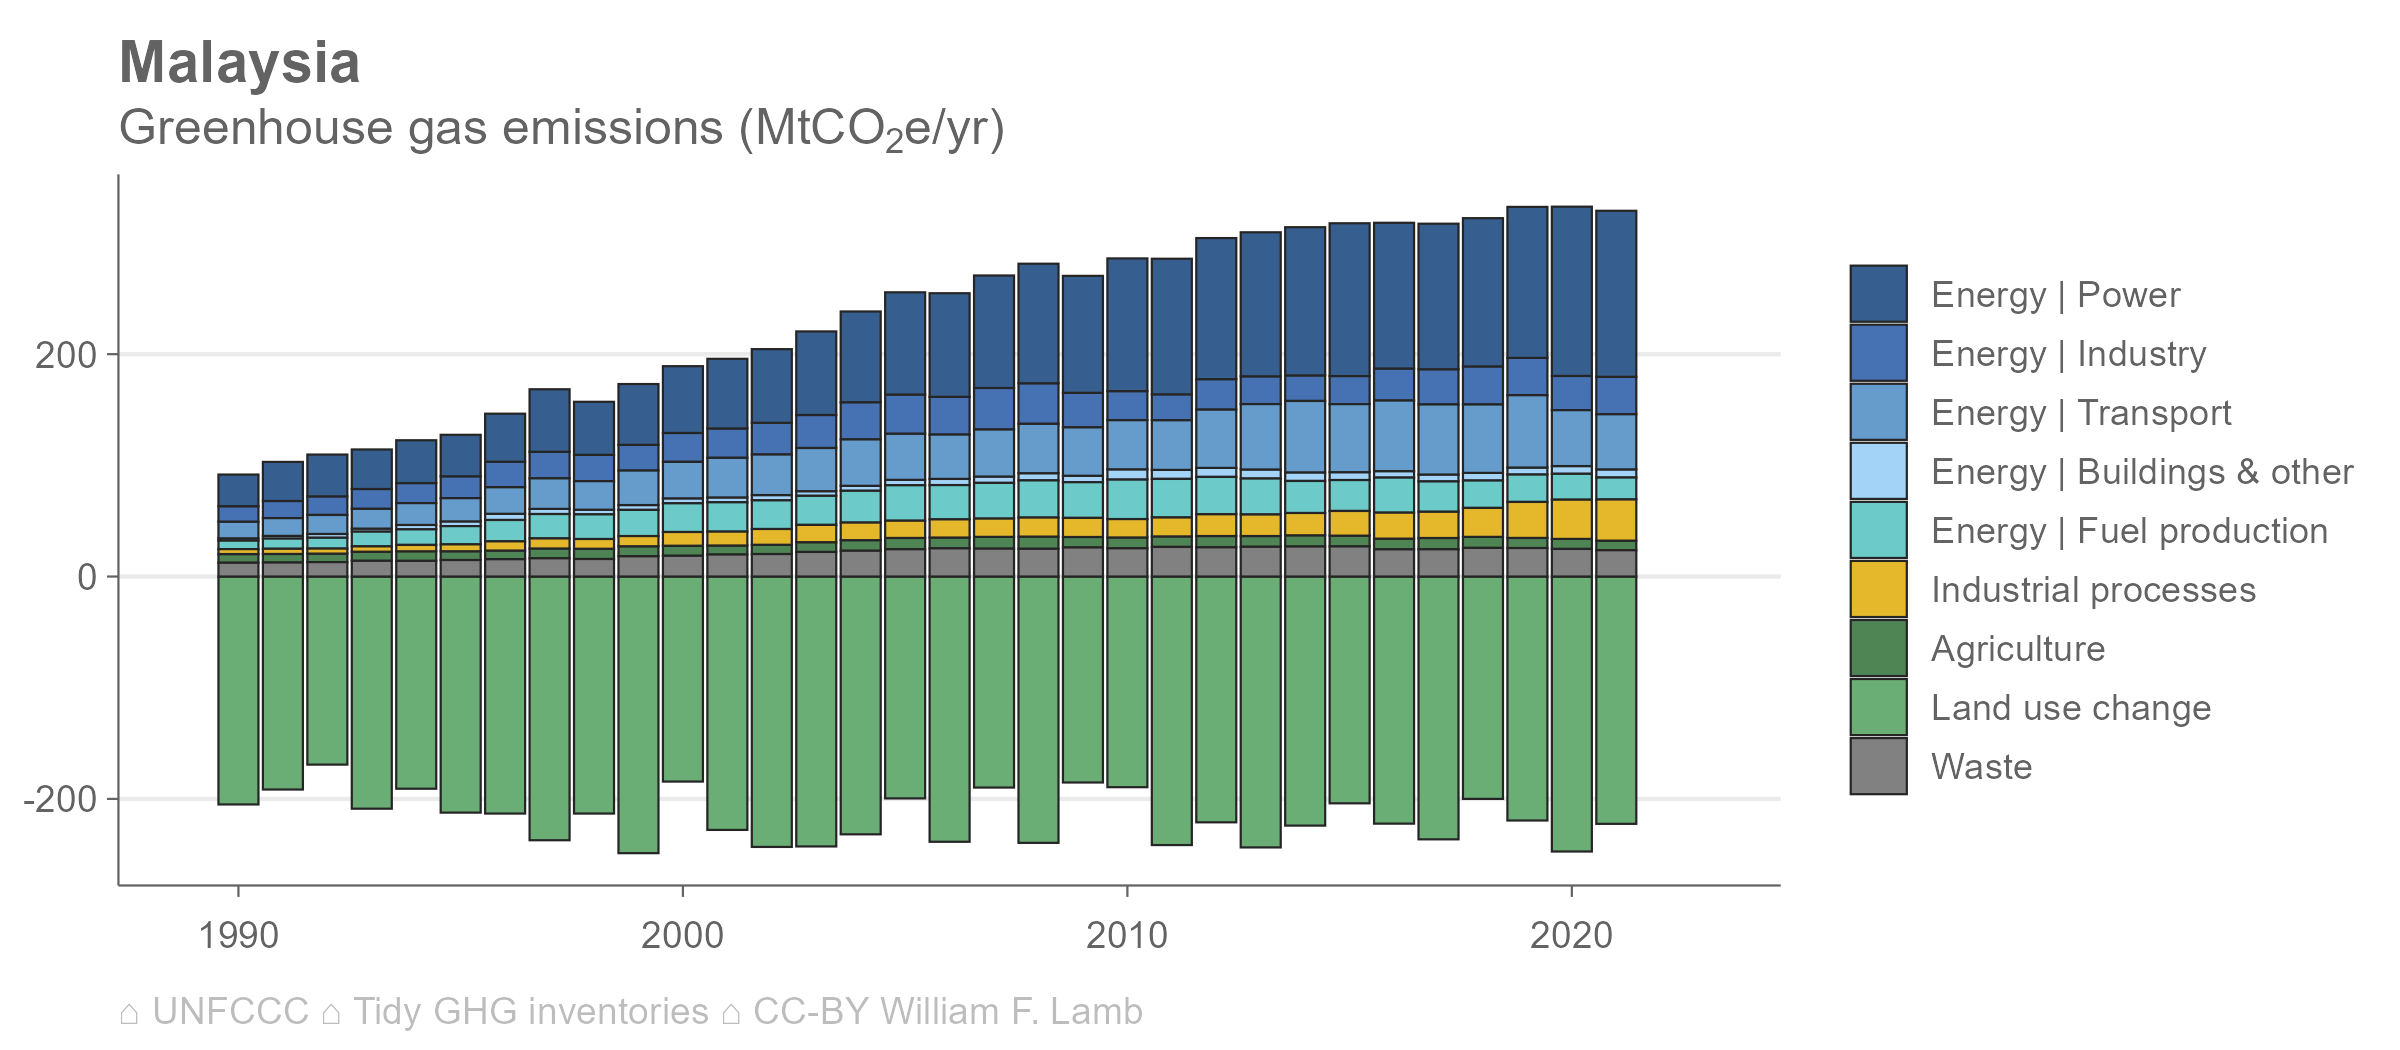 Malaysia
Greenhouse gas emissions (MtCO₂e/yr)
200
0
-200
1990
2000
2010
2020
Energy | Power
Energy | Industry
Energy | Transport
Energy | Buildings & other
Energy | Fuel production
Industrial processes
Agriculture
Land use change
Waste
⌂ UNFCCC ⌂ Tidy GHG inventories ⌂ CC-BY William F. Lamb